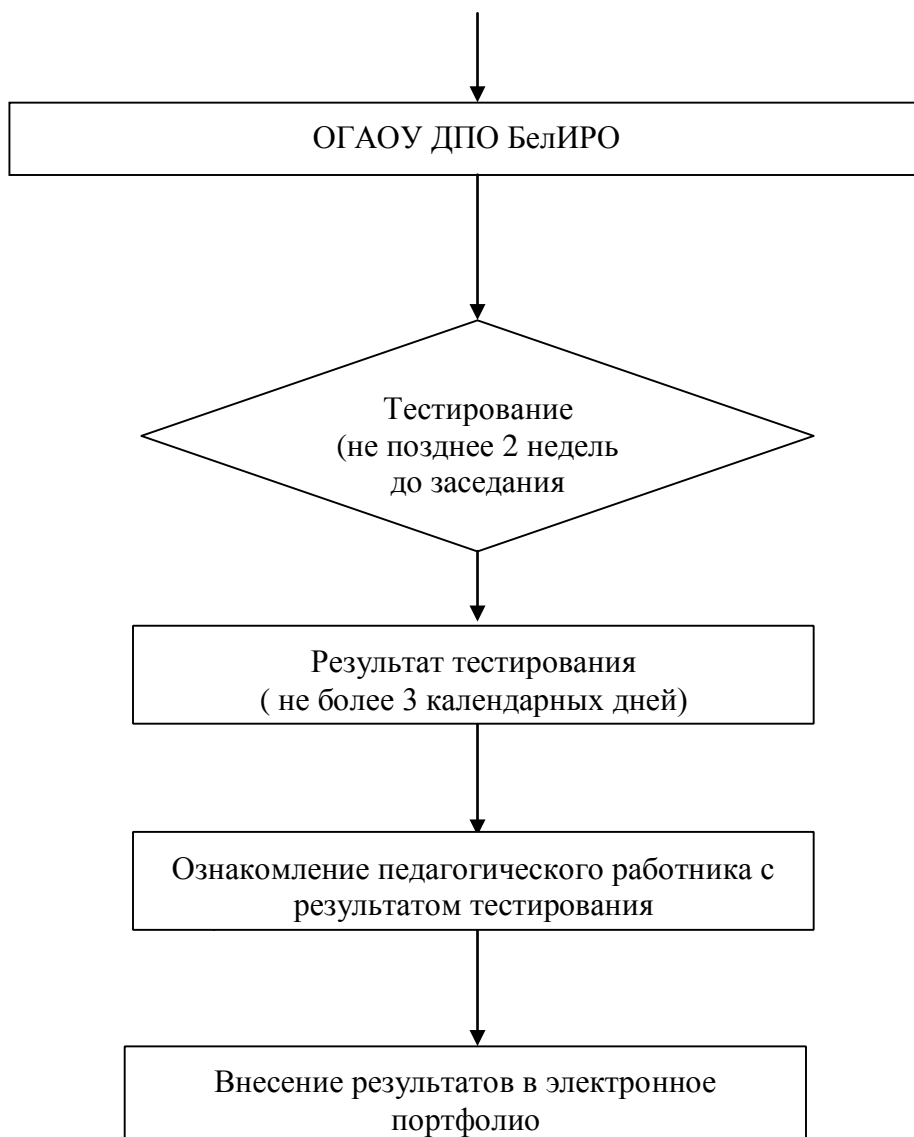 ОГАОУ ДПО БелИРО
Тестирование
(не позднее 2 недель
до заседания
Результат тестирования
( не более 3 календарных дней)
Ознакомление педагогического работника с
результатом тестирования
Внесение результатов в электронное
портфолио